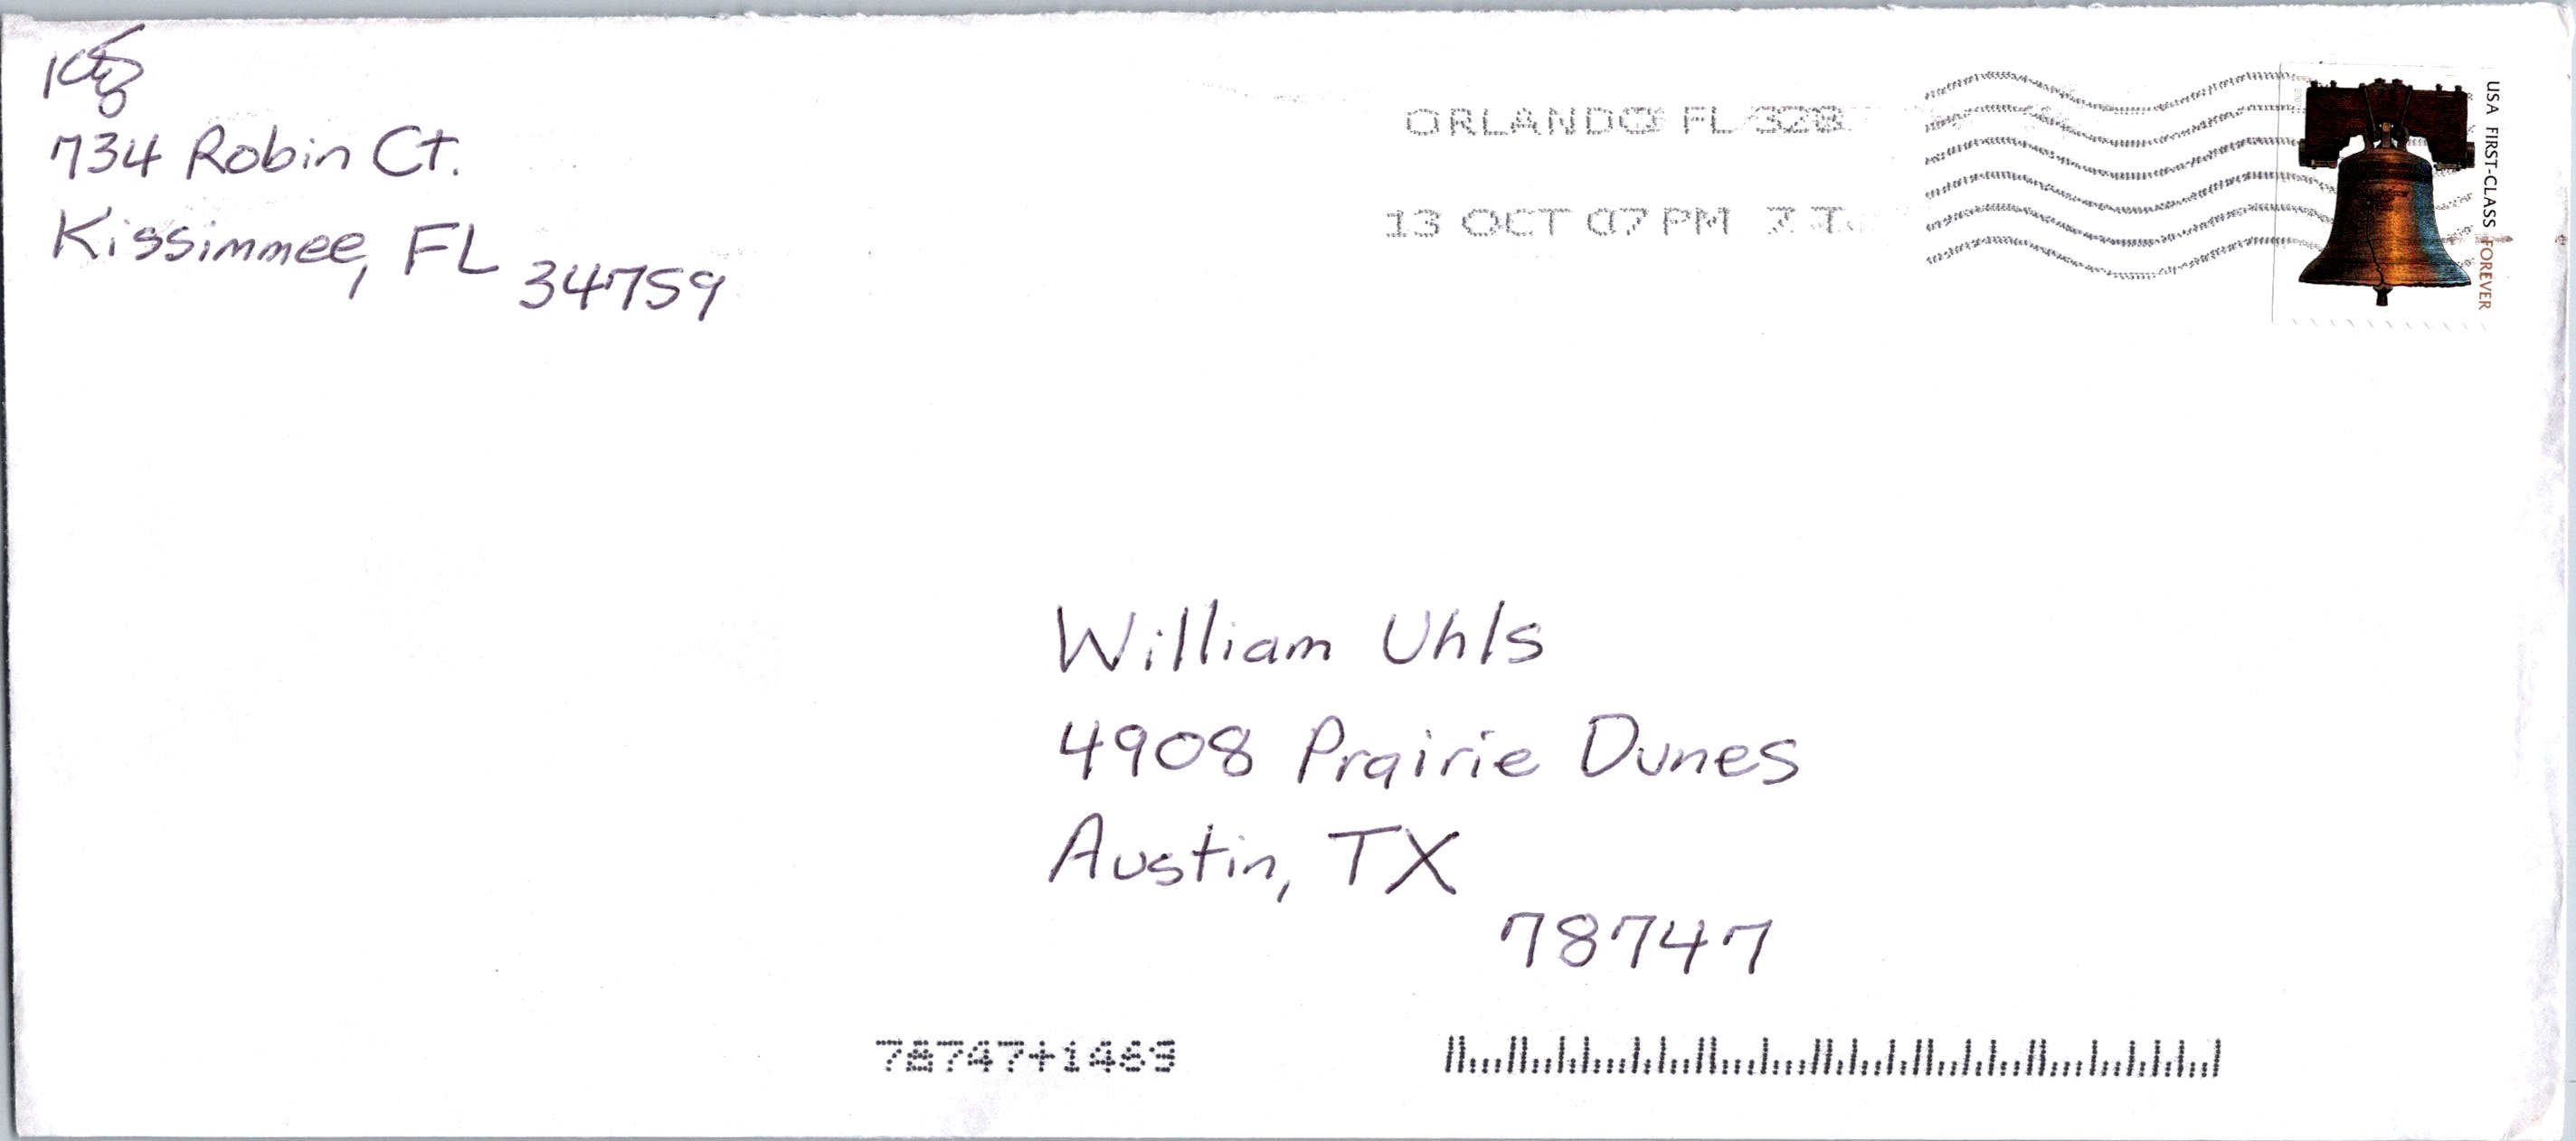 734 Robin Ct.
Kissimmee, FL 34759
ORLANDO FL 328
13 OCT 07 PM
USA FIRST-CLASS FOREVER
William Uhls
4908 Prairie Dunes
Austin, TX
78747
78747+1463